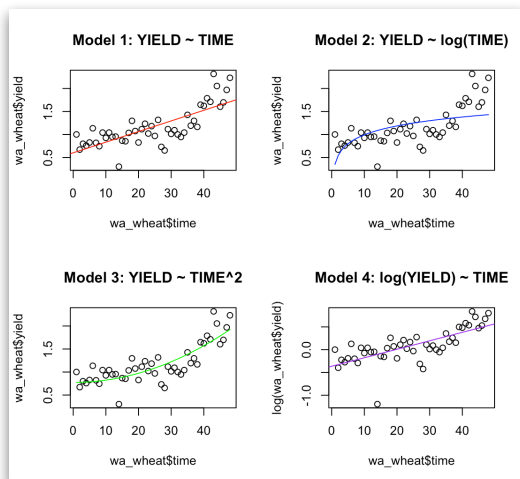 Model 1: YIELD ~ TIME
wa_wheat$yield
1.5
0.5
0 10 20 30 40
wa_wheat$time
Model 2: YIELD ~ log(TIME)
wa_wheat$yield
1.5
0.5
0 10 20 30 40
wa_wheat$time
Model 3: YIELD ~ TIME^2
wa_wheat$yield
1.5
0.5
0 10 20 30 40
wa_wheat$time
Model 4: log(YIELD) ~ TIME
log(wa_wheat$yield)
0.0
-1.0
0 10 20 30 40
wa_wheat$time